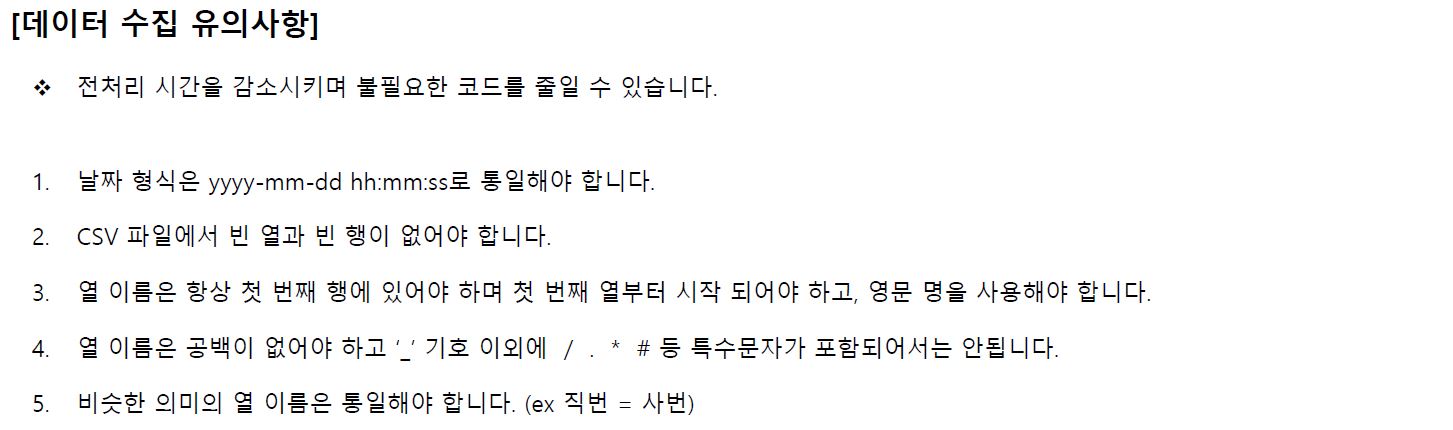 [데이터 수집 유의사항]
❖ 전처리 시간을 감소시키며 불필요한 코드를 줄일 수 있습니다.
1. 날짜 형식은 yyyy-mm-dd hh:mm:ss로 통일해야 합니다.
2. CSV 파일에서 빈 열과 빈 행이 없어야 합니다.
3. 열 이름은 항상 첫 번째 행에 있어야 하며 첫 번째 열부터 시작 되어야 하고, 영문 명을 사용해야 합니다.
4. 열 이름은 공백이 없어야 하고 ‘_’ 기호 이외에 / . * # 등 특수문자가 포함되어서는 안됩니다.
5. 비슷한 의미의 열 이름은 통일해야 합니다. (ex 직번 = 사번)